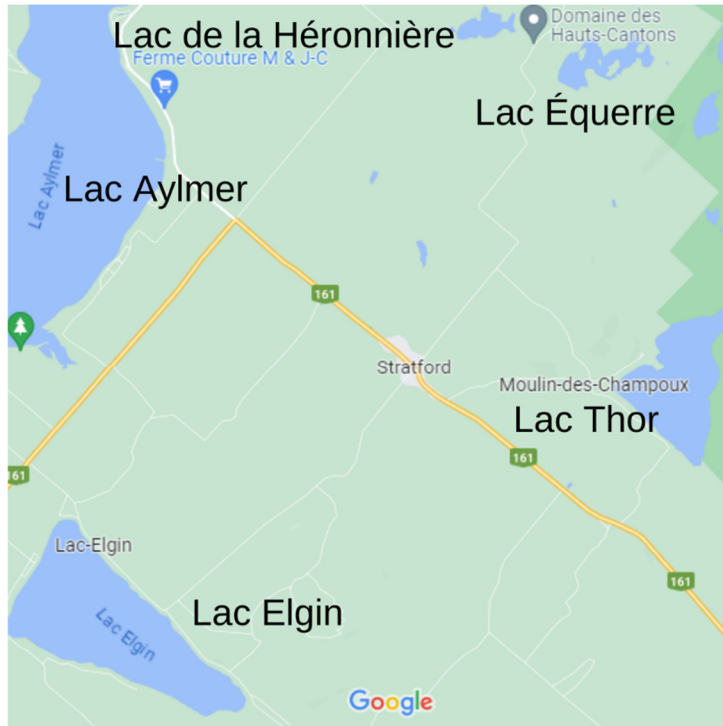 Domaine des
Hauts-Cantons
Lac de la Héronnière
Ferme Couture M & J-C
Lac Équerre
Lac Aylmer
Lac Aylmer
161
Stratford
Moulin-des-Champoux
Lac Thor
161
161
Lac-Elgin
161
Lac Elgin
Lac Elgin
Google